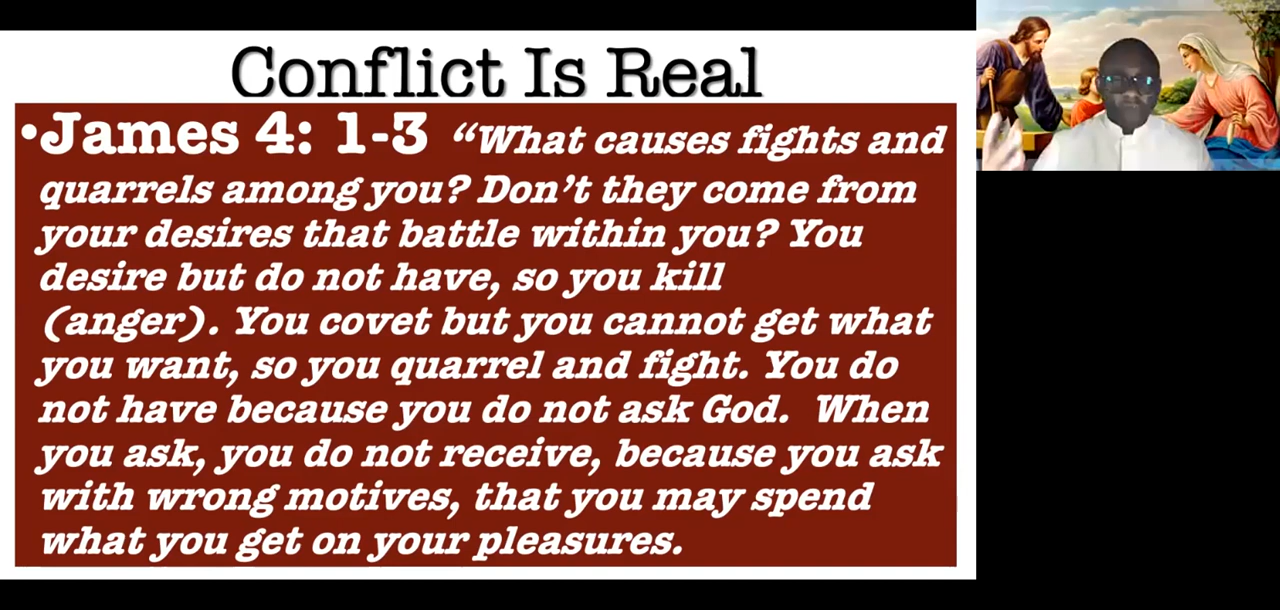 Conflict Is Real
•James 4: 1-3 “What causes fights and
quarrels among you? Don’t they come from
your desires that battle within you? You
desire but do not have, so you kill
(anger). You covet but you cannot get what
you want, so you quarrel and fight. You do
not have because you do not ask God.  When
you ask, you do not receive, because you ask
with wrong motives, that you may spend
what you get on your pleasures.